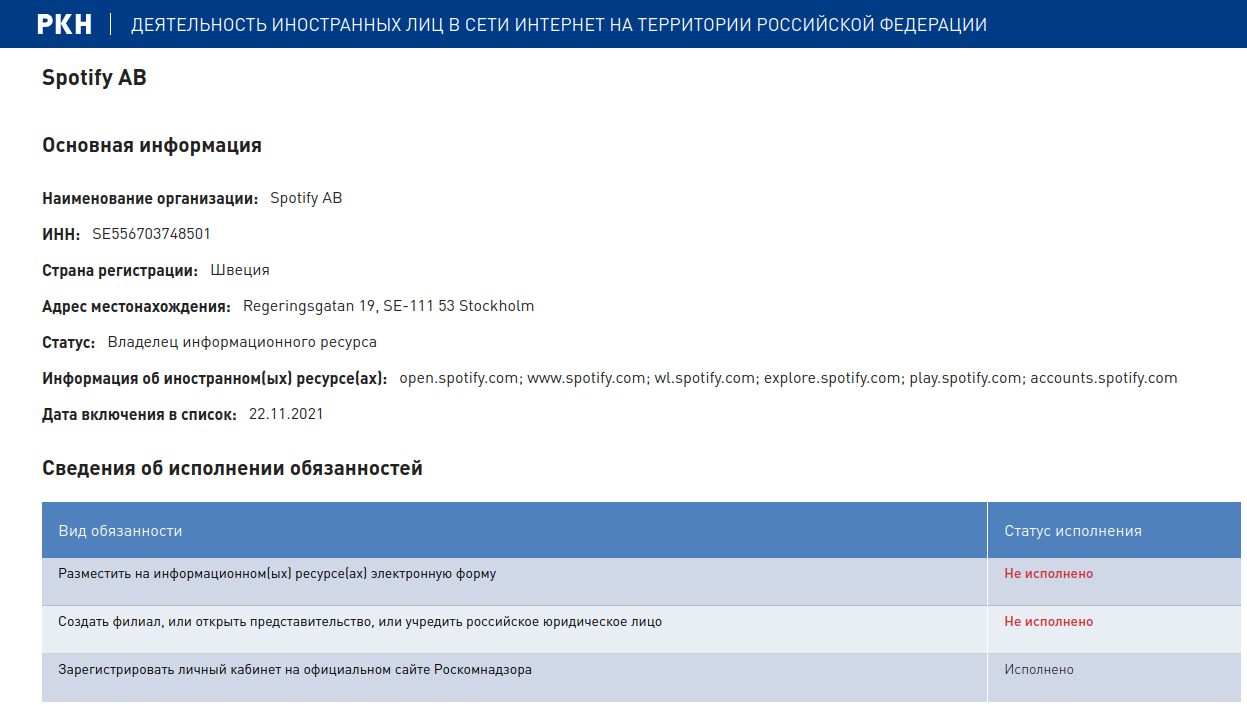 РКН ДЕЯТЕЛЬНОСТЬ ИНОСТРАННЫХ ЛИЦ В СЕТИ ИНТЕРНЕТ НА ТЕРРИТОРИИ РОССИЙСКОЙ ФЕДЕРАЦИИ
Spotify AB
Основная информация
Наименование организации: Spotify AB
ИНН: SE556703748501
Страна регистрации: Швеция
Адрес местонахождения: Regeringsgatan 19, SE-111 53 Stockholm
Статус: Владелец информационного ресурса
Информация об иностранном(ых) ресурсе(ах): open.spotify.com; www.spotify.com; wl.spotify.com; explore.spotify.com; play.spotify.com; accounts.spotify.com
Дата включения в список: 22.11.2021
Сведения об исполнении обязанностей
Вид обязанности Статус исполнения
Разместить на информационном(ых) ресурсе(ах) электронную форму Не исполнено
Создать филиал, или открыть представительство, или учредить российское юридическое лицо Не исполнено
Зарегистрировать личный кабинет на официальном сайте Роскомнадзора Исполнено